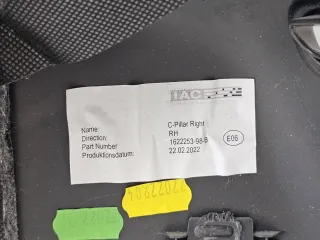 IAC
Name: C-Pillar Right
Direction: RH
Part Number 1622253-98-B
Produktionsdatum: 22.02.2022
E06